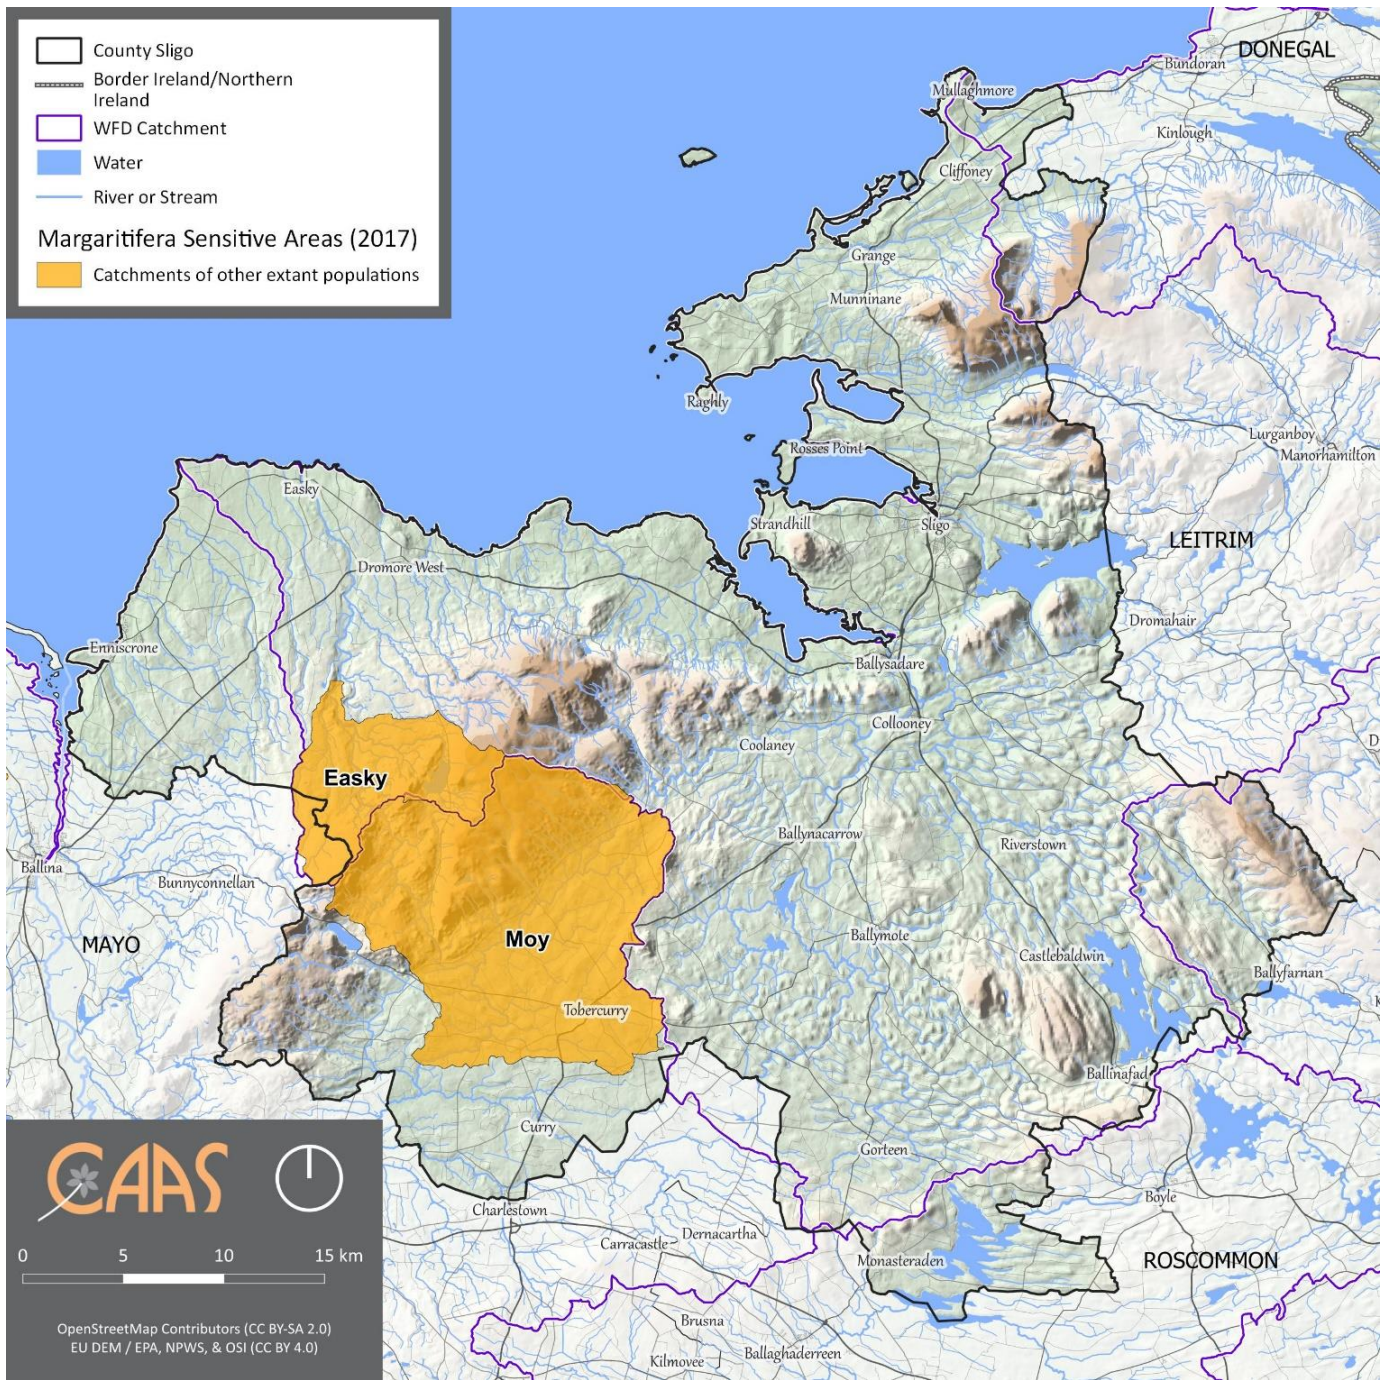 County Sligo
Border Ireland/Northern
Ireland
WFD Catchment
Water
River or Stream
Margaritifera Sensitive Areas (2017)
Catchments of other extant populations
DONEGAL
Bundoran
Mullaghmore
Kinlough
Cliffoney
Grange
Munninane
Raghly
Lurganboy
Manorhamilton
Rosses Point
Easky
Strandhill
Sligo
LEITRIM
Dromore West
Dromahair
Enniscrone
Ballysadare
Collooney
Coolaney
Easky
Ballynacarrow
Riverstown
Ballina
Bunnyconnellan
MAYO
Moy
Ballymote
Castlebaldwin
Ballyfarnan
Tobercurry
Ballinafad
Curry
Gorteen
Boyle
Charlestown
Dernacartha
Carracastle
Monasteraden
ROSCOMMON
Brusna
Ballaghaderreen
Kilmovee
CAAS
0 5 10 15 km
OpenStreetMap Contributors (CC BY-SA 2.0)
EU DEM / EPA, NPWS, & OSI (CC BY 4.0)